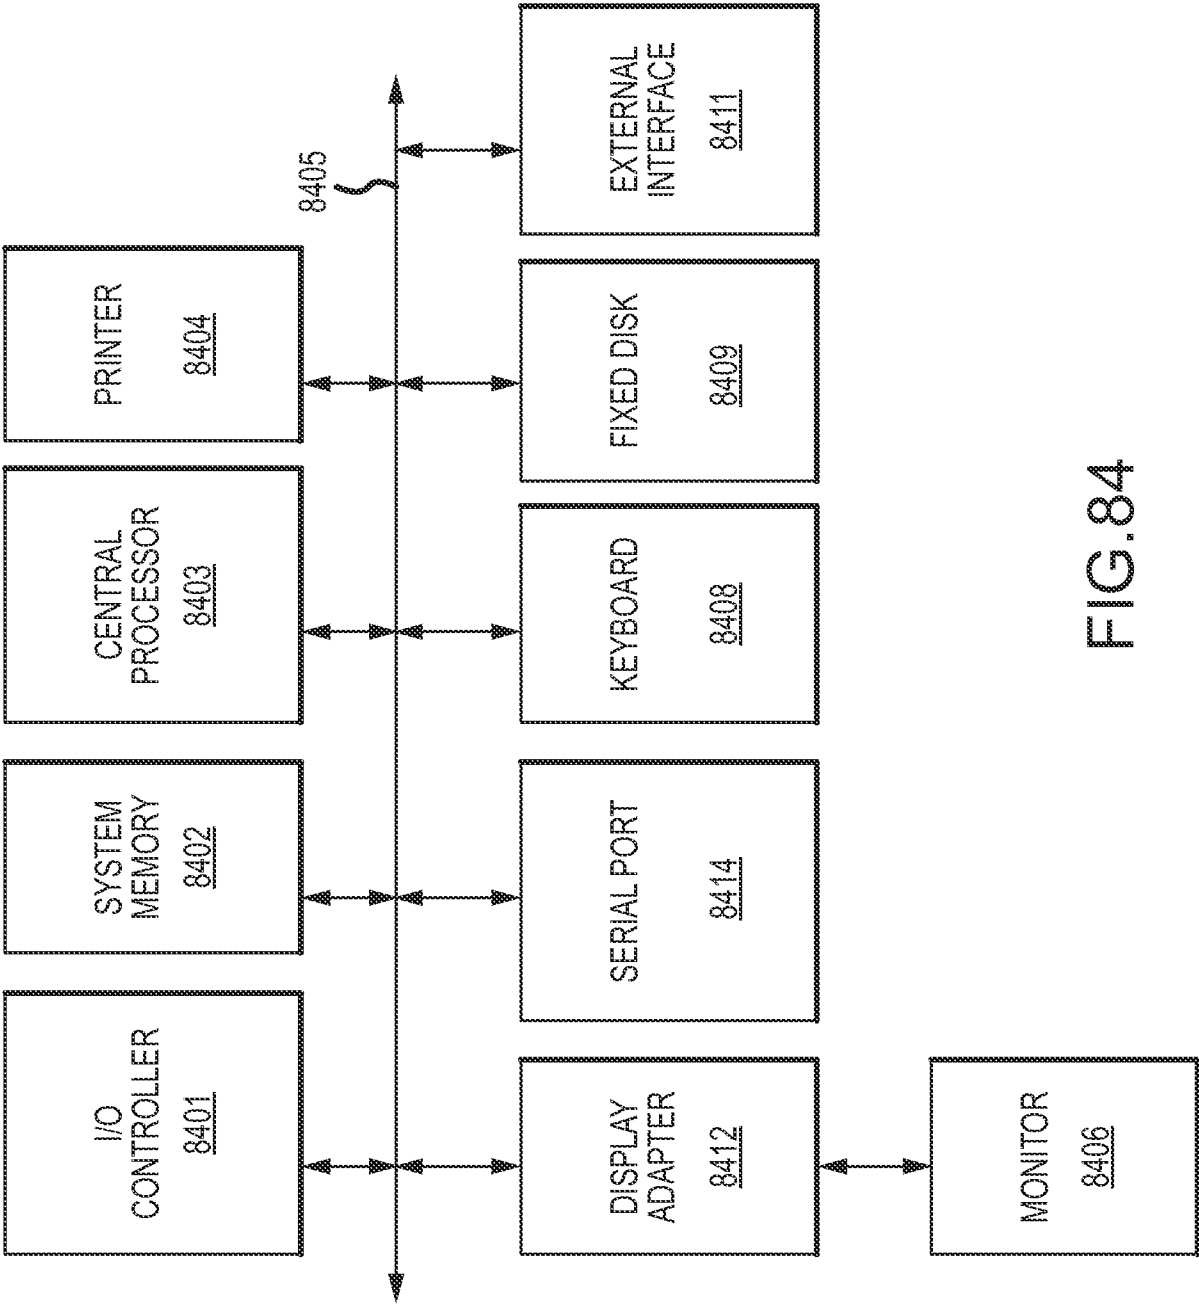 I/O
CONTROLLER
8401
SYSTEM
MEMORY
8402
CENTRAL
PROCESSOR
8403
PRINTER
8404
8405
DISPLAY
ADAPTER
8412
SERIAL PORT
8414
KEYBOARD
8408
FIXED DISK
8409
EXTERNAL
INTERFACE
8411
MONITOR
8406
FIG.84